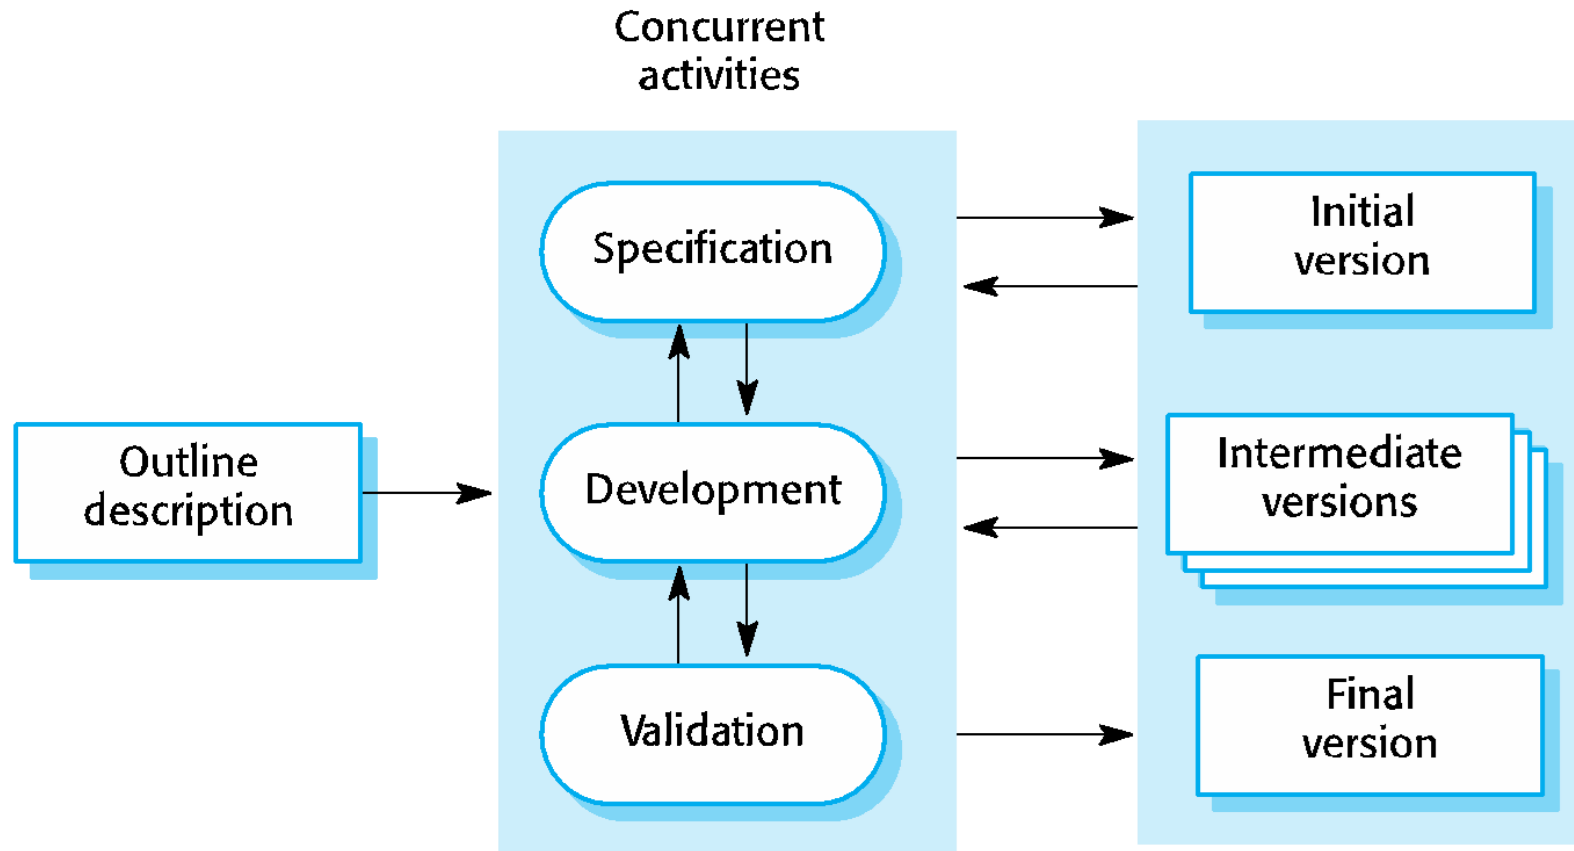 Concurrent
activities
Specification
Initial
version
Outline
description
Development
Intermediate
versions
Validation
Final
version